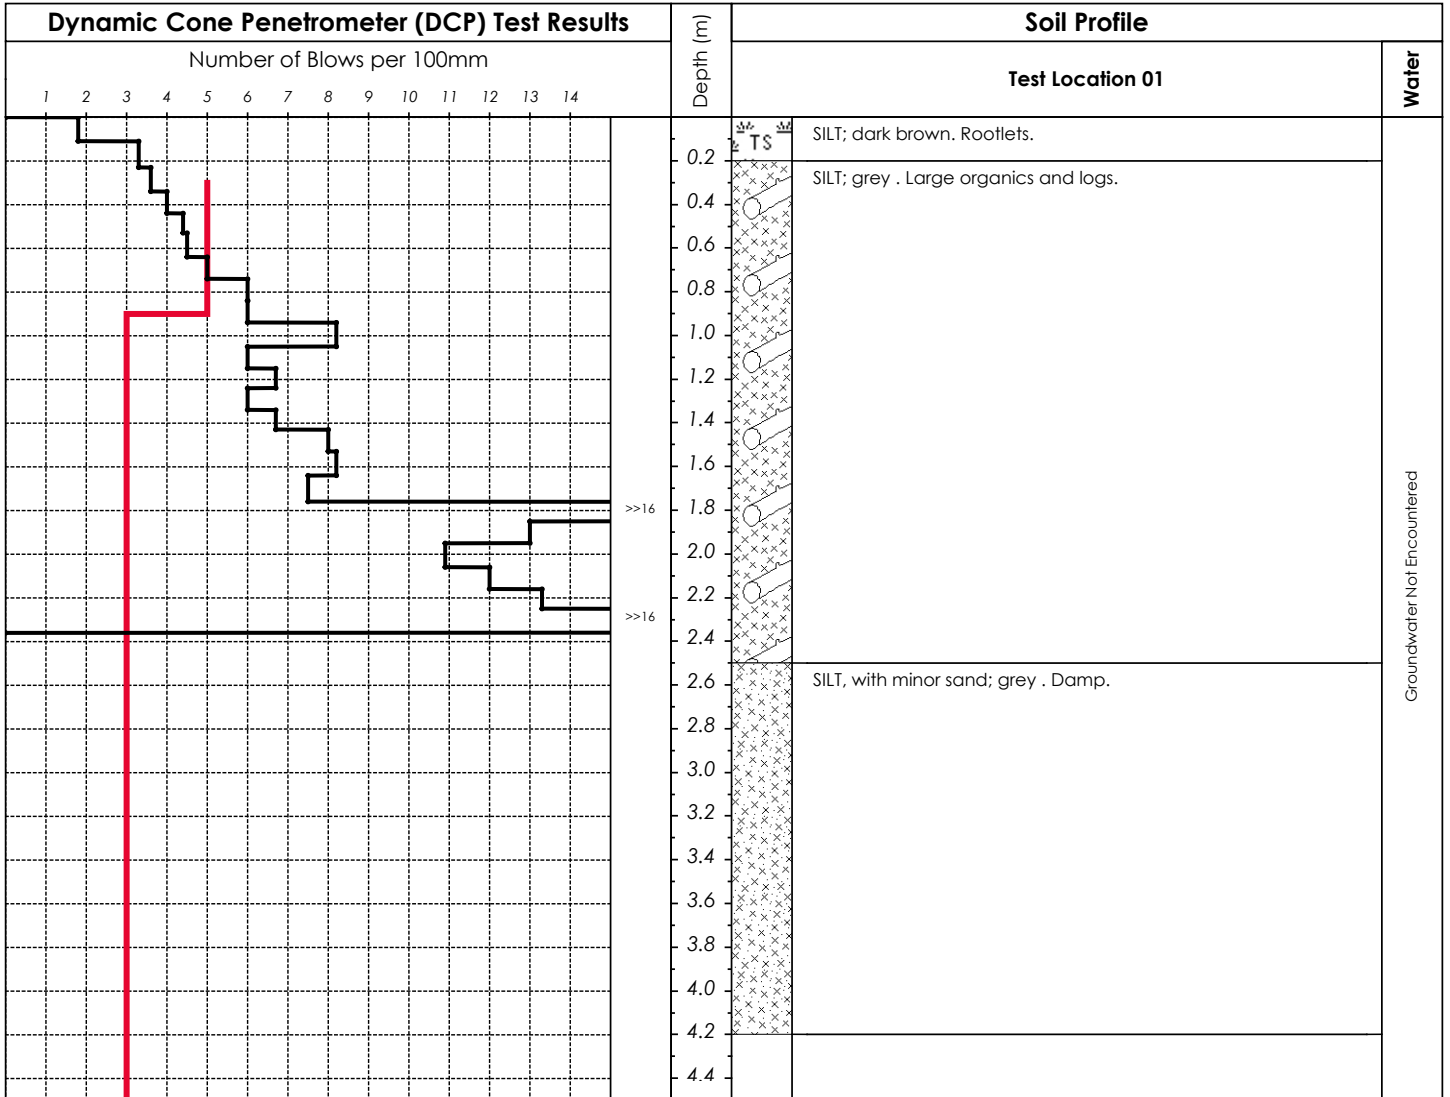 Dynamic Cone Penetrometer (DCP) Test Results
Number of Blows per 100mm
1 2 3 4 5 6 7 8 9 10 11 12 13 14
Depth (m)
Soil Profile
Test Location 01
Water
TS
SILT; dark brown. Rootlets.
0.2
SILT; grey . Large organics and logs.
0.4
0.6
0.8
1.0
1.2
1.4
1.6
>>16
1.8
2.0
2.2
>>16
2.4
2.6
SILT, with minor sand; grey . Damp.
2.8
3.0
3.2
3.4
3.6
3.8
4.0
4.2
4.4
Groundwater Not Encountered